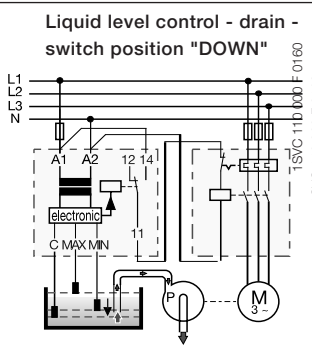 Liquid level control - drain -
switch position "DOWN"
L1
L2
L3
N
1SVC 110 000 F 0160
A1 A2 12 14
electronic
11
C MAX MIN
P
M
3 ~